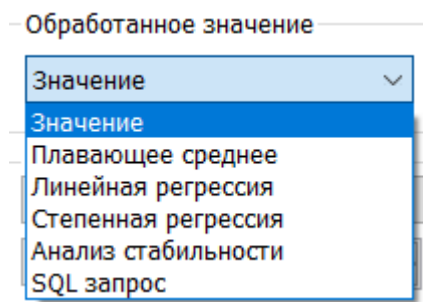 Обработанное значение
Значение
Значение
Плавающее среднее
Линейная регрессия
Степенная регрессия
Анализ стабильности
SQL запрос